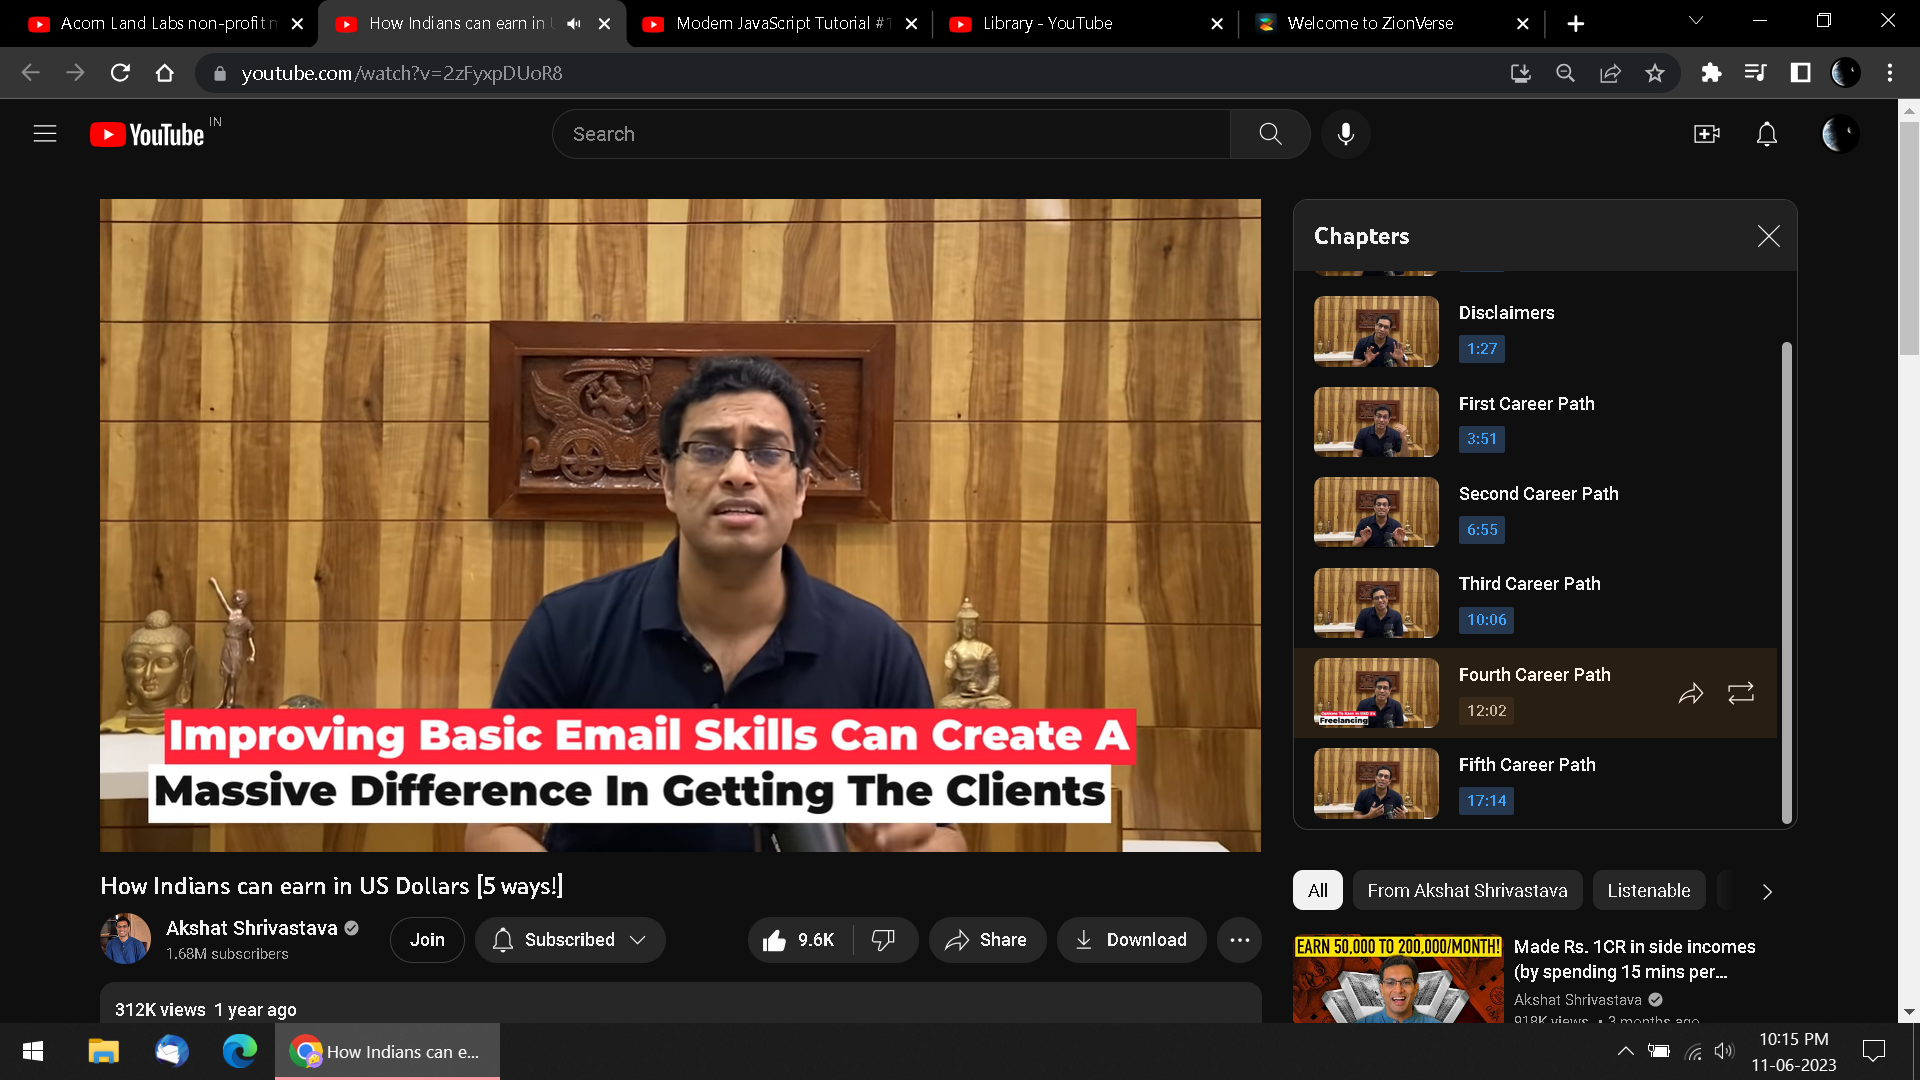 Acorn Land Labs non-profit
How Indians can earn in
Modern JavaScript Tutorial #
Library - YouTube
Welcome to ZionVerse
youtube.com/watch?v=2zFyxpDUoR8
YouTube IN
Search
Chapters
Disclaimers
1:27
First Career Path
3:51
Second Career Path
6:55
Third Career Path
10:06
Fourth Career Path
12:02
Freelancing
Fifth Career Path
17:14
Improving Basic Email Skills Can Create A
Massive Difference In Getting The Clients
How Indians can earn in US Dollars [5 ways!]
Akshat Shrivastava
1.68M subscribers
Join
Subscribed
9.6K
Share
Download
312K views 1 year ago
All
From Akshat Shrivastava
Listenable
EARN 50,000 TO 200,000/MONTH!
Made Rs. 1CR in side incomes
(by spending 15 mins per...
Akshat Shrivastava
918K views • 3 months ago
How Indians can e...
10:15 PM
11-06-2023